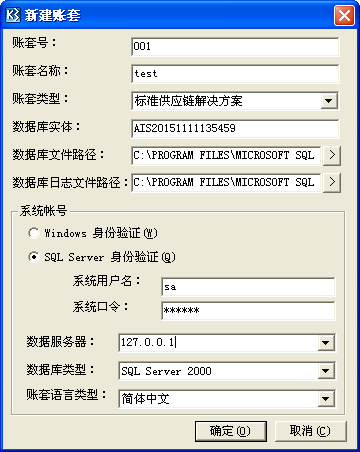 新建账套
账套号： 001
账套名称： test
账套类型： 标准供应链解决方案
数据库实体： AIS20151111135459
数据库文件路径： C:\PROGRAM FILES\MICROSOFT SQL >
数据库日志文件路径： C:\PROGRAM FILES\MICROSOFT SQL >
系统帐号
Windows 身份验证(W)
SQL Server 身份验证(Q)
系统用户名： sa
系统口令： ******
数据服务器： 127.0.0.1
数据库类型： SQL Server 2000
账套语言类型： 简体中文
确定(O) 取消(C)